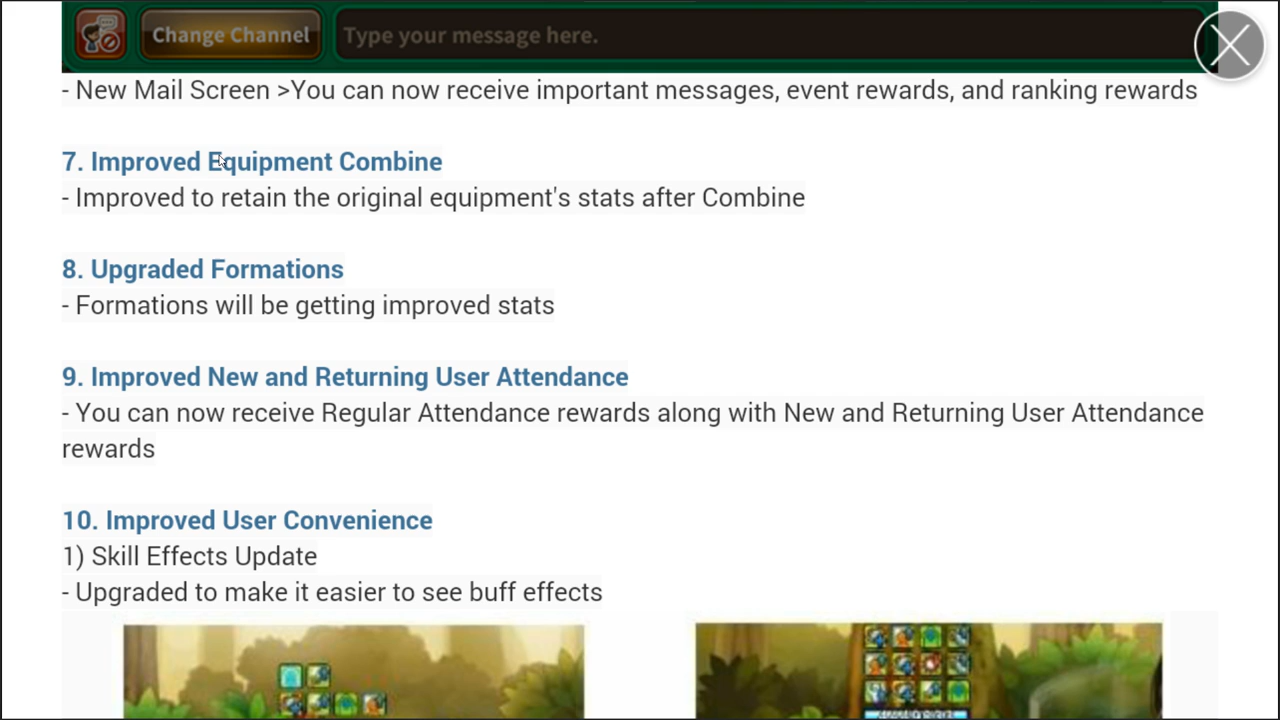 Change Channel
Type your message here.
- New Mail Screen >You can now receive important messages, event rewards, and ranking rewards
7. Improved Equipment Combine
- Improved to retain the original equipment's stats after Combine
8. Upgraded Formations
- Formations will be getting improved stats
9. Improved New and Returning User Attendance
- You can now receive Regular Attendance rewards along with New and Returning User Attendance
rewards
10. Improved User Convenience
1) Skill Effects Update
- Upgraded to make it easier to see buff effects